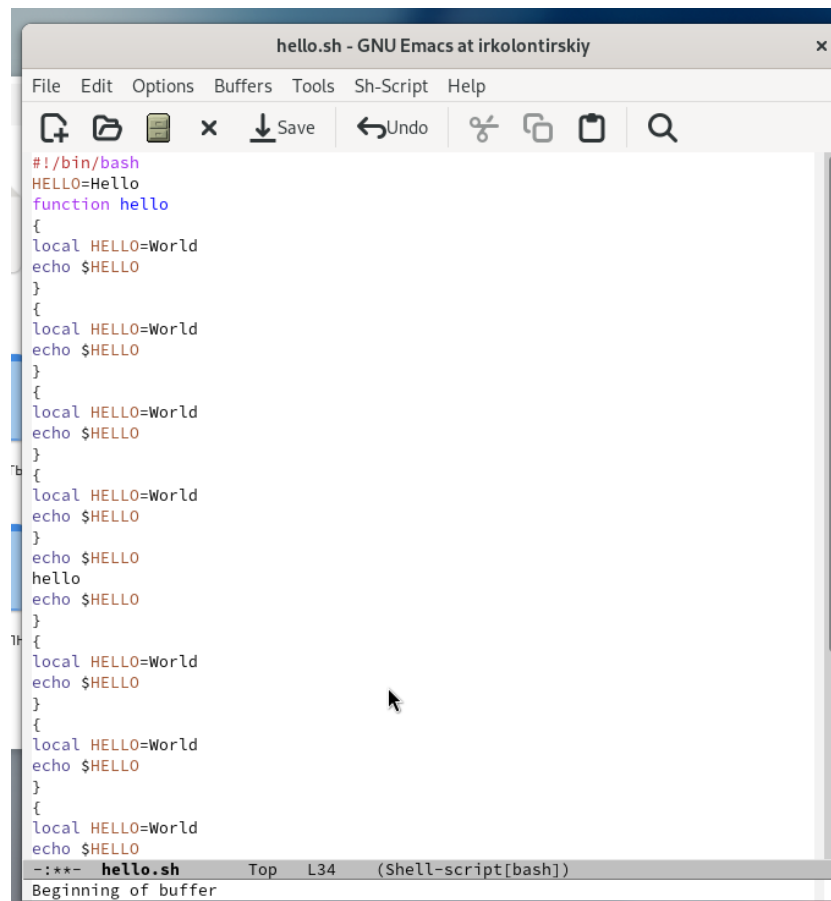 hello.sh - GNU Emacs at irkolontirskiy
File Edit Options Buffers Tools Sh-Script Help
Save Undo
#!/bin/bash
HELLO=Hello
function hello
{
local HELLO=World
echo $HELLO
}
{
local HELLO=World
echo $HELLO
}
{
local HELLO=World
echo $HELLO
}
{
local HELLO=World
echo $HELLO
}
echo $HELLO
hello
echo $HELLO
}
{
local HELLO=World
echo $HELLO
}
{
local HELLO=World
echo $HELLO
}
{
local HELLO=World
echo $HELLO
-:**- hello.sh Top L34 (Shell-script[bash])
Beginning of buffer